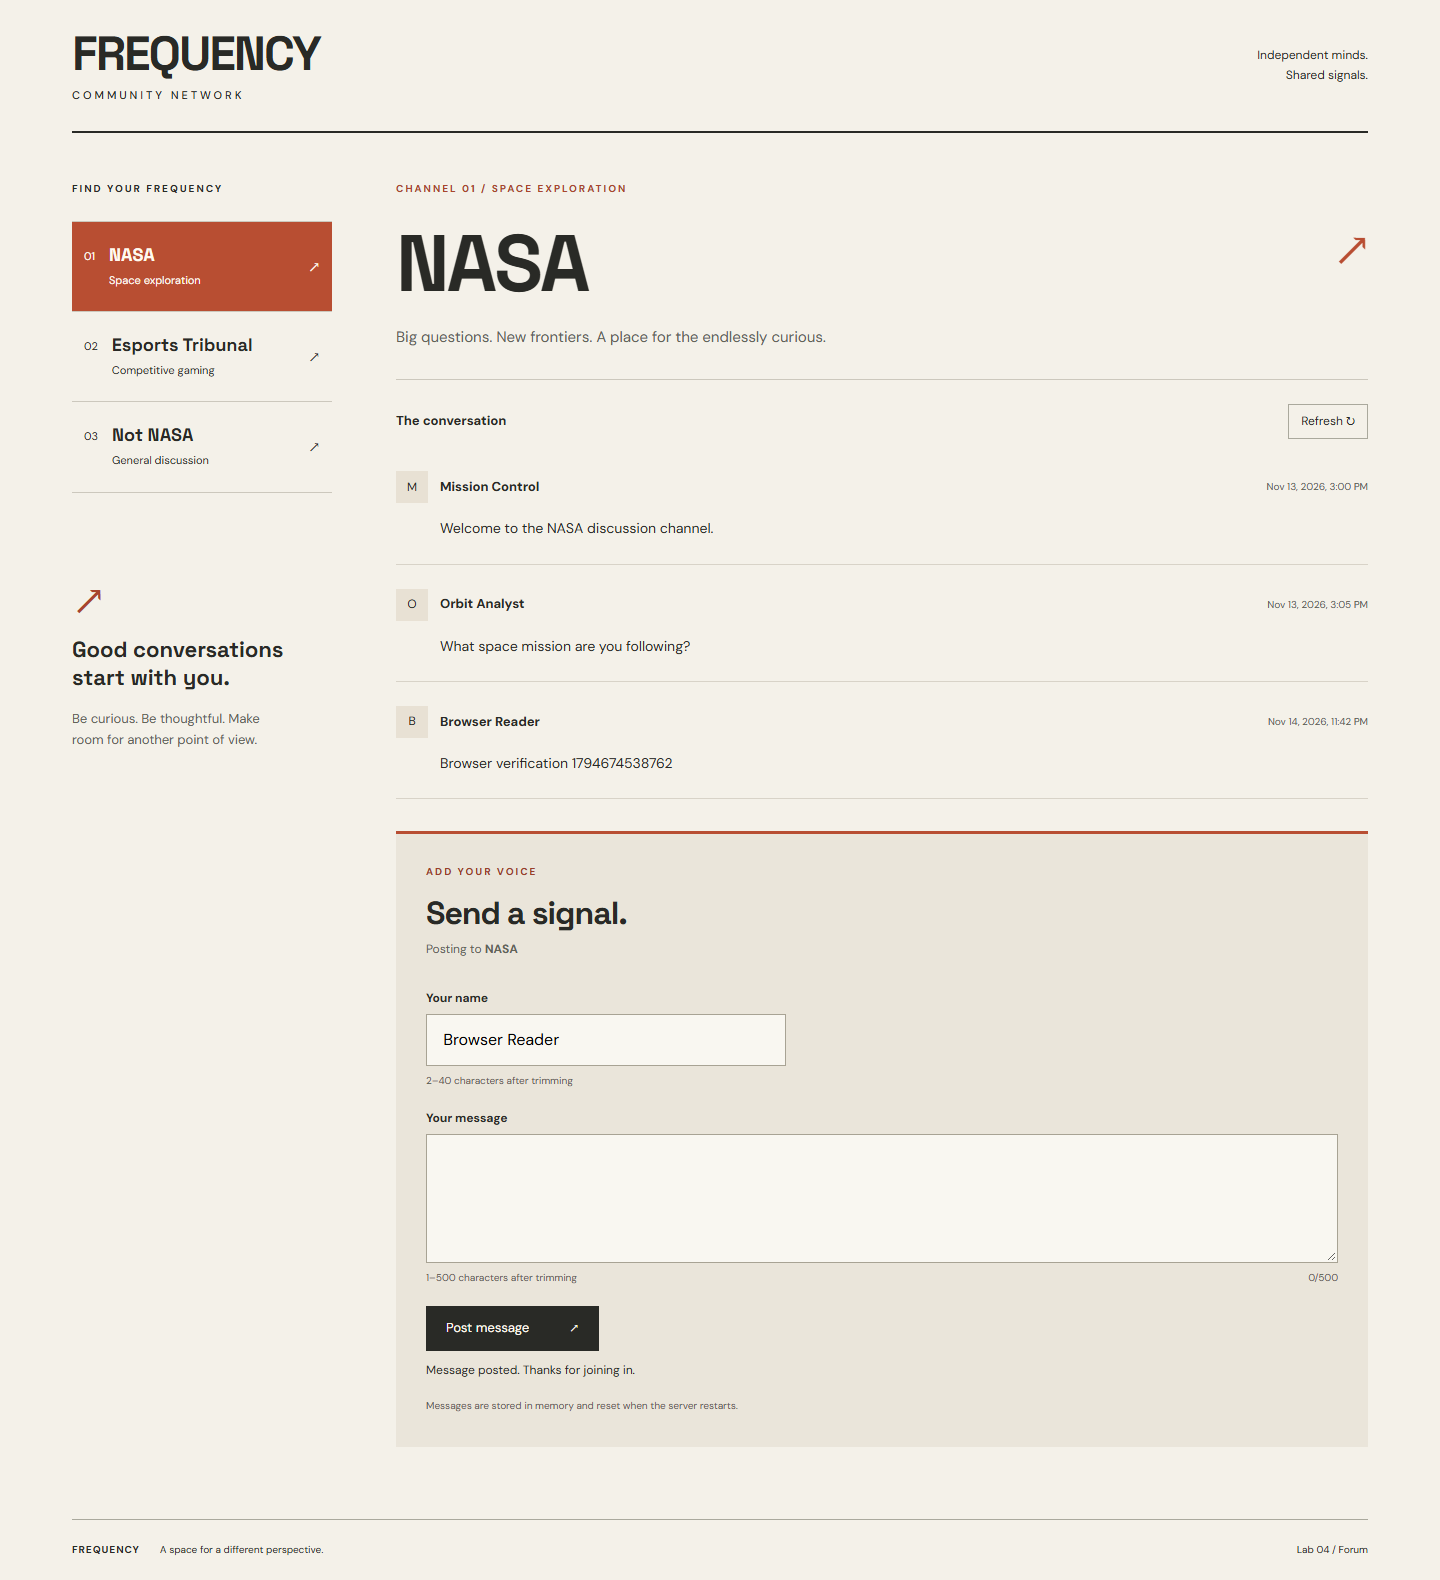 FREQUENCY
COMMUNITY NETWORK
Independent minds.
Shared signals.
FIND YOUR FREQUENCY
01 NASA ↗
Space exploration
02 Esports Tribunal ↗
Competitive gaming
03 Not NASA ↗
General discussion
↗
Good conversations
start with you.
Be curious. Be thoughtful. Make
room for another point of view.
CHANNEL 01 / SPACE EXPLORATION
NASA ↗
Big questions. New frontiers. A place for the endlessly curious.
The conversation
Refresh ↻
M Mission Control Nov 13, 2026, 3:00 PM
Welcome to the NASA discussion channel.
O Orbit Analyst Nov 13, 2026, 3:05 PM
What space mission are you following?
B Browser Reader Nov 14, 2026, 11:42 PM
Browser verification 1794674538762
ADD YOUR VOICE
Send a signal.
Posting to NASA
Your name
Browser Reader
2–40 characters after trimming
Your message
1–500 characters after trimming 0/500
Post message ↗
Message posted. Thanks for joining in.
Messages are stored in memory and reset when the server restarts.
FREQUENCY A space for a different perspective. Lab 04 / Forum